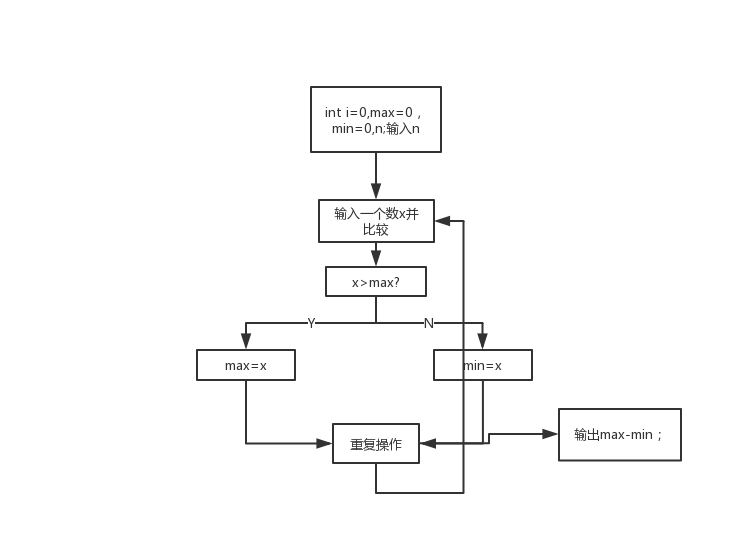 int i=0,max=0，
min=0,n;输入n
输入一个数x并
比较
x>max?
Y
N
max=x
min=x
重复操作
输出max-min；